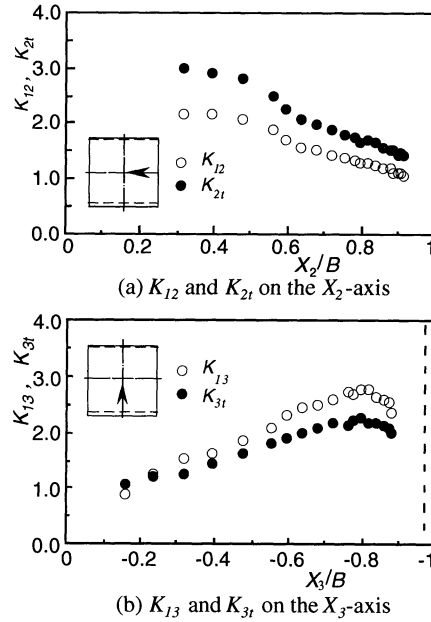 K12, K2t
4.0
3.0
2.0
1.0
0.0
K12
K2t
0 0.2 0.4 0.6 0.8 1
X2/B
(a) K12 and K2t on the X2-axis
K13, K3t
4.0
3.0
2.0
1.0
0.0
K13
K3t
0 -0.2 -0.4 -0.6 -0.8 -1
X3/B
(b) K13 and K3t on the X3-axis